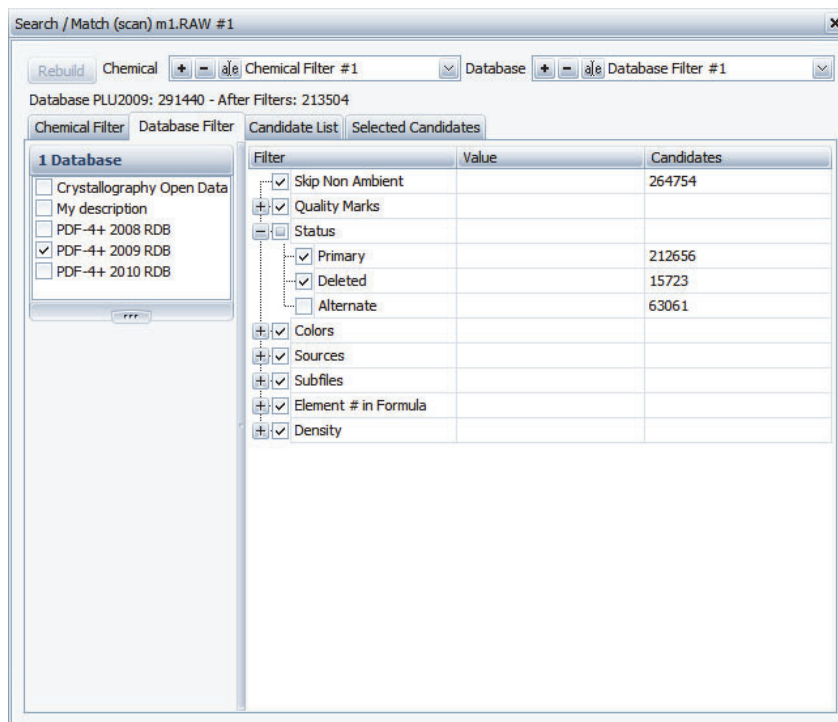 Search / Match (scan) m1.RAW #1
Rebuild Chemical + − a|e Chemical Filter #1 Database + − a|e Database Filter #1
Database PLU2009: 291440 - After Filters: 213504
Chemical Filter Database Filter Candidate List Selected Candidates
1 Database
Crystallography Open Data
My description
PDF-4+ 2008 RDB
PDF-4+ 2009 RDB
PDF-4+ 2010 RDB
Filter Value Candidates
Skip Non Ambient 264754
Quality Marks
Status
Primary 212656
Deleted 15723
Alternate 63061
Colors
Sources
Subfiles
Element # in Formula
Density